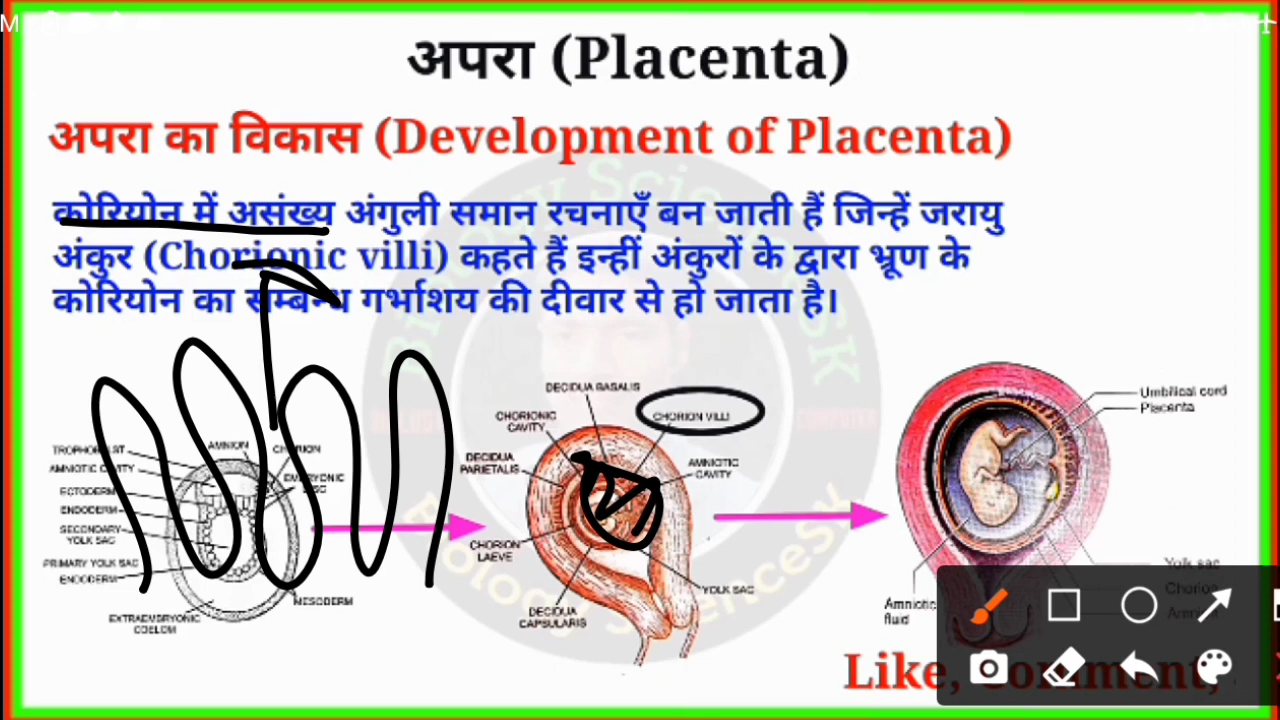 अपरा (Placenta)
अपरा का विकास (Development of Placenta)
कोरियोन में असंख्य अंगुली समान रचनाएँ बन जाती हैं जिन्हें जरायु
अंकुर (Chorionic villi) कहते हैं इन्हीं अंकुरों के द्वारा भ्रूण के
कोरियोन का सम्बन्ध गर्भाशय की दीवार से हो जाता है।
AMNION
CHORION
AMNIOTIC
ECTODERM
ENDODERM
SECONDARY
YOLK SAC
PRIMARY YOLK SAC
ENDODERM
EXTRAEMBRYONIC
COELOM
MESODERM
DECIDUA BASALIS
CHORIONIC
CAVITY
CHORION VILLI
DECIDUA
PARIETALIS
AMNIOTIC
CAVITY
CHORION
LAEVE
YOLK SAC
DECIDUA
CAPSULARIS
Umbilical cord
Placenta
Yolk sac
Chorion
Amniotic
fluid
Like, Comment,